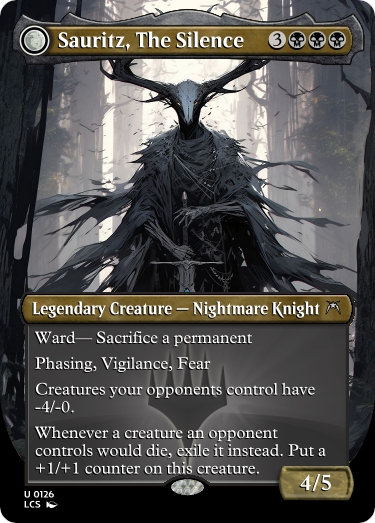 Sauritz, The Silence 3
Legendary Creature — Nightmare Knight
Ward— Sacrifice a permanent
Phasing, Vigilance, Fear
Creatures your opponents control have
-4/-0.
Whenever a creature an opponent
controls would die, exile it instead. Put a
+1/+1 counter on this creature.
4/5
U 0126
LCS